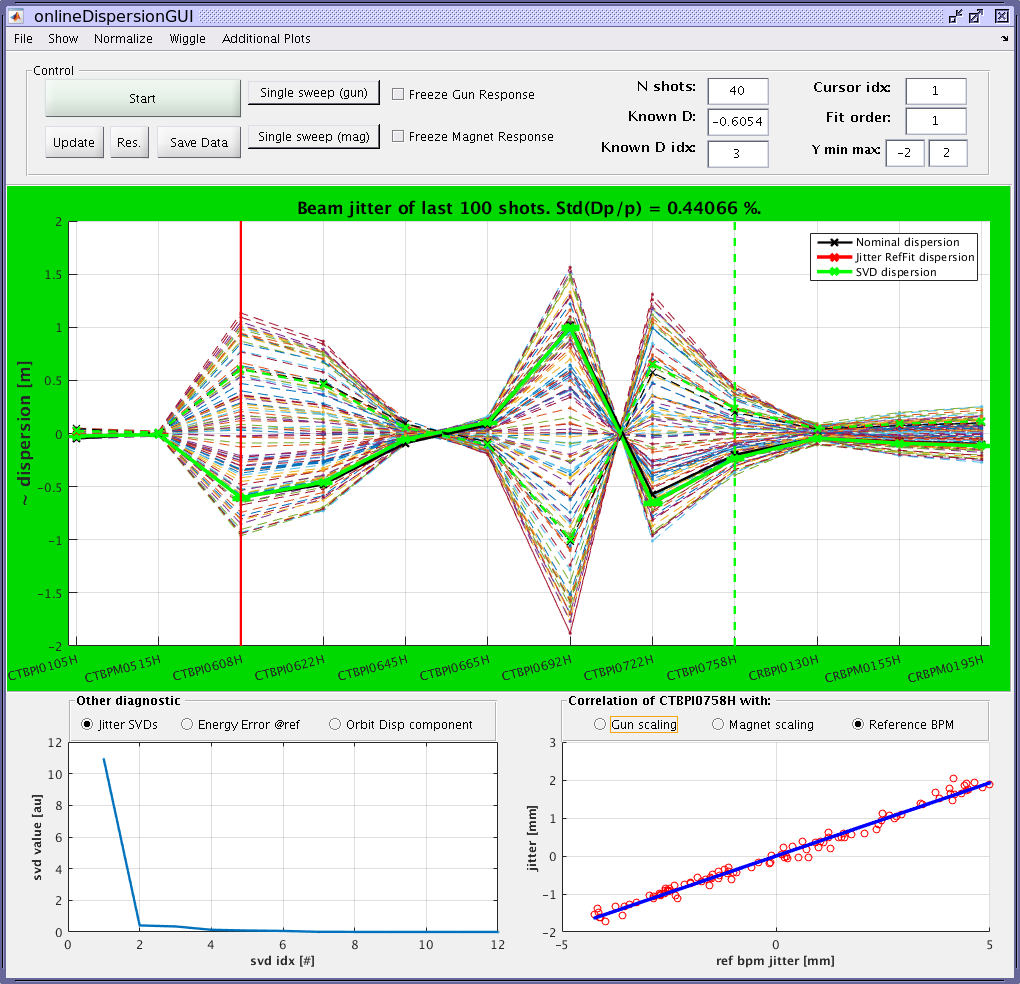 onlineDispersionGUI
File Show Normalize Wiggle Additional Plots
Control
Start
Single sweep (gun)
Freeze Gun Response
N shots: 40
Cursor idx: 1
Known D: -0.6054
Fit order: 1
Update Res. Save Data
Single sweep (mag)
Freeze Magnet Response
Known D idx: 3
Y min max: -2 2
Beam jitter of last 100 shots. Std(Dp/p) = 0.44066 %.
Nominal dispersion
Jitter RefFit dispersion
SVD dispersion
~ dispersion [m]
2
1.5
1
0.5
0
-0.5
-1
-1.5
-2
CTBPI0105H CTBPM0515H CTBPI0608H CTBPI0622H CTBPI0645H CTBPI0665H CTBPI0692H CTBPI0722H CTBPI0758H CRBPI0130H CRBPM0155H CRBPM0195H
Other diagnostic
Jitter SVDs Energy Error @ref Orbit Disp component
svd value [au]
12
10
8
6
4
2
0
0 2 4 6 8 10 12
svd idx [#]
Correlation of CTBPI0758H with:
Gun scaling Magnet scaling Reference BPM
jitter [mm]
3
2
1
0
-1
-2
-5 0 5
ref bpm jitter [mm]